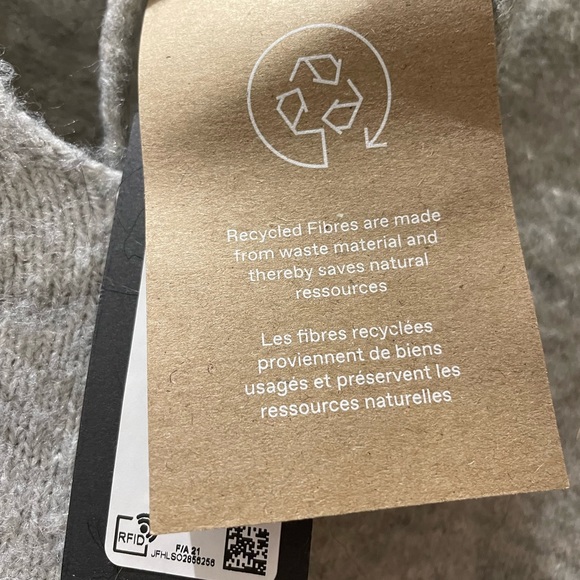 Recycled Fibres are made
from waste material and
thereby saves natural
ressources
Les fibres recyclées
proviennent de biens
usagés et préservent les
ressources naturelles
RFID
F/A 21
JFHLSO2856256